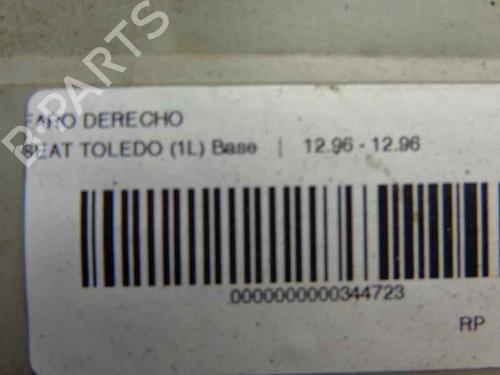 FARO DERECHO
SEAT TOLEDO (1L) Base | 12.96 - 12.96
0000000000344723
RP
B-PARTS